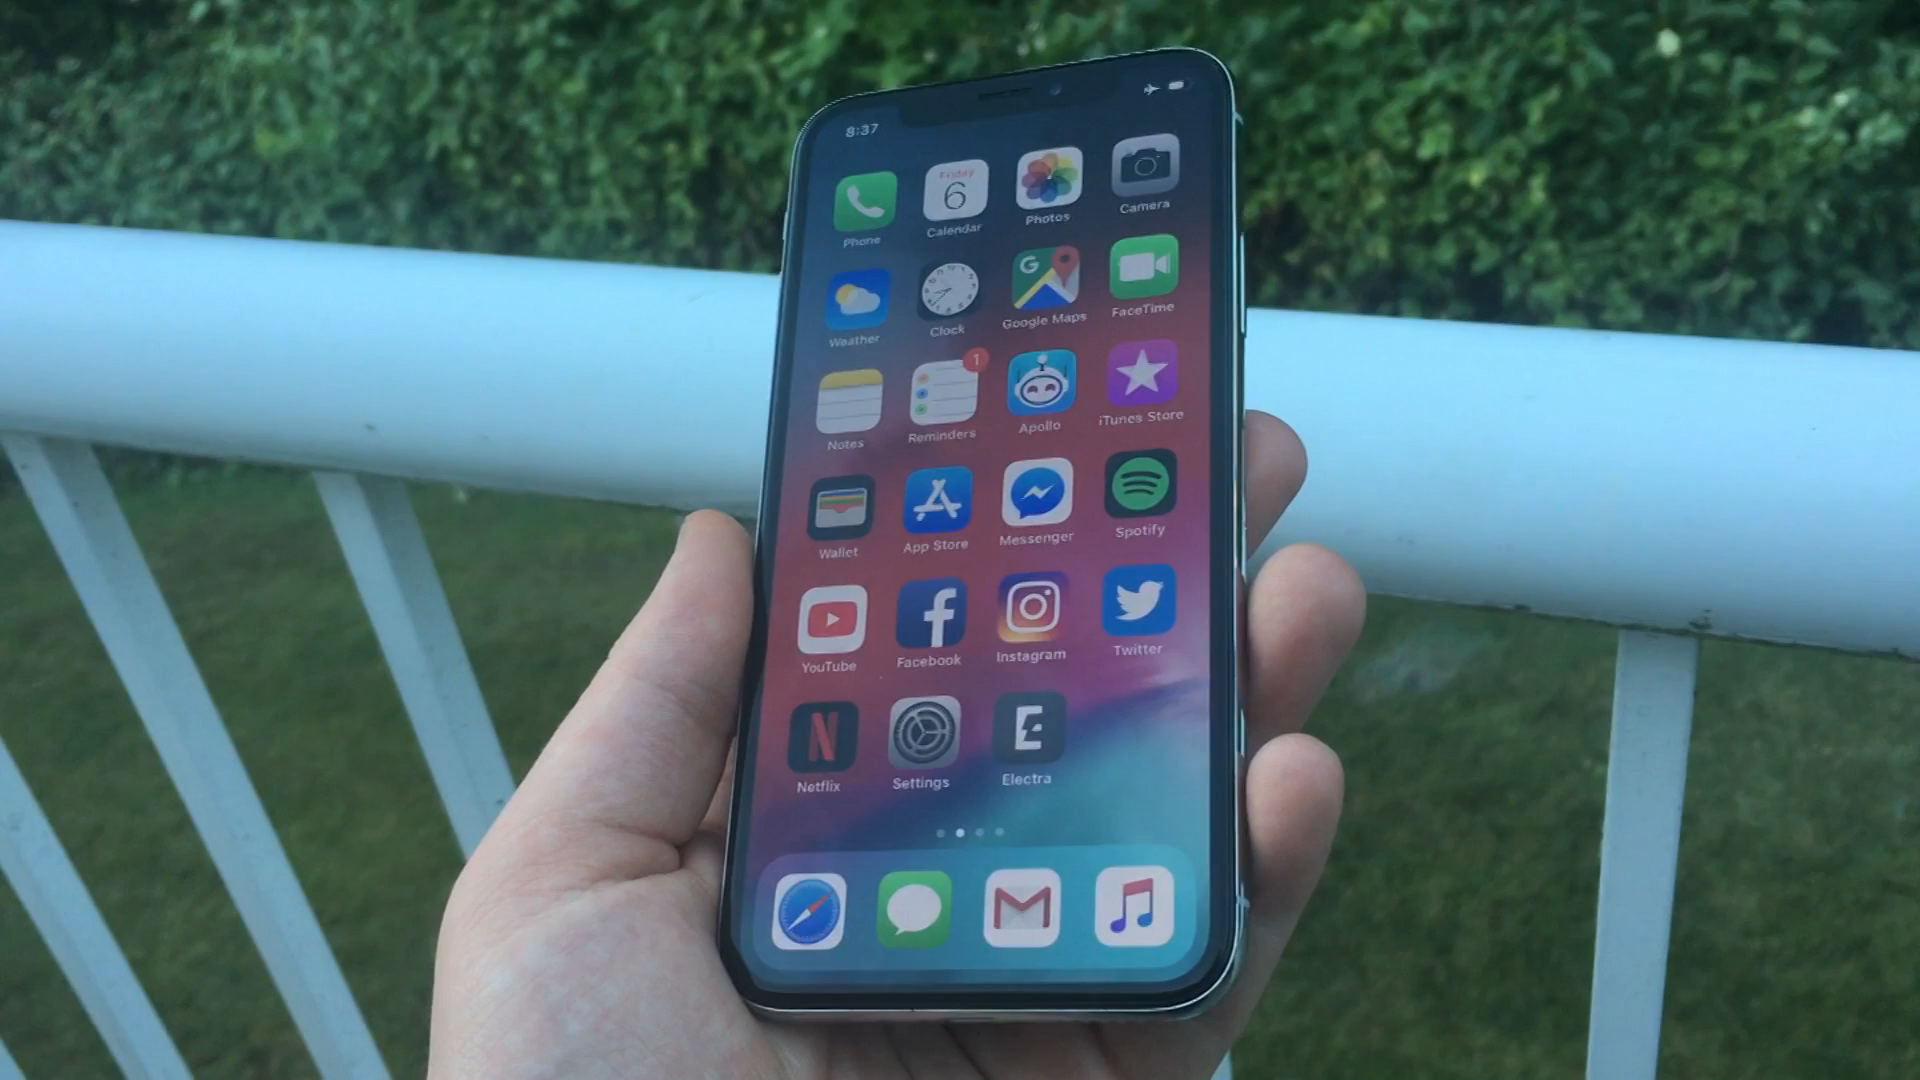 8:37
Friday
6
Phone Calendar Photos Camera
G
Weather Clock Google Maps FaceTime
1
Notes Reminders Apollo iTunes Store
Wallet App Store Messenger Spotify
YouTube Facebook Instagram Twitter
N E
Netflix Settings Electra